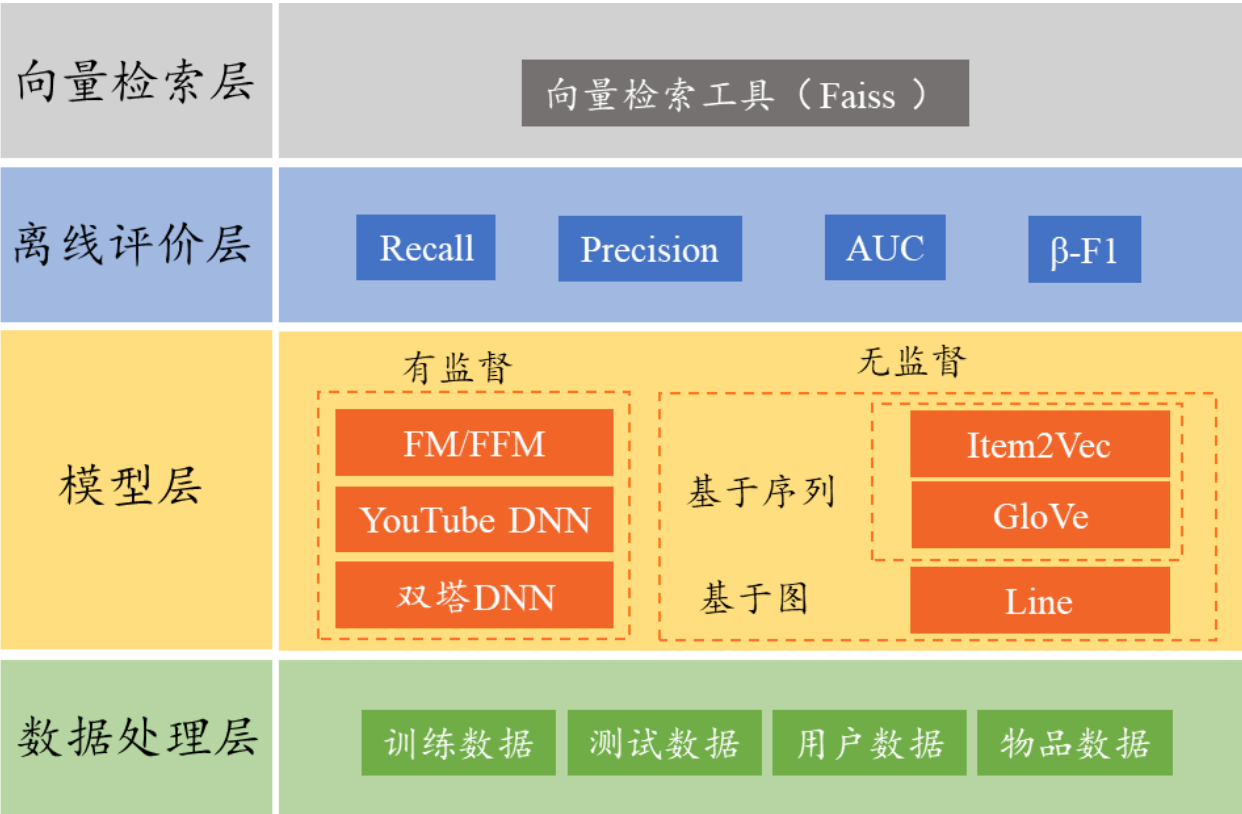 向量检索层
向量检索工具（Faiss ）
离线评价层
Recall
Precision
AUC
β-F1
模型层
有监督
FM/FFM
YouTube DNN
双塔DNN
无监督
基于序列
Item2Vec
GloVe
基于图
Line
数据处理层
训练数据
测试数据
用户数据
物品数据